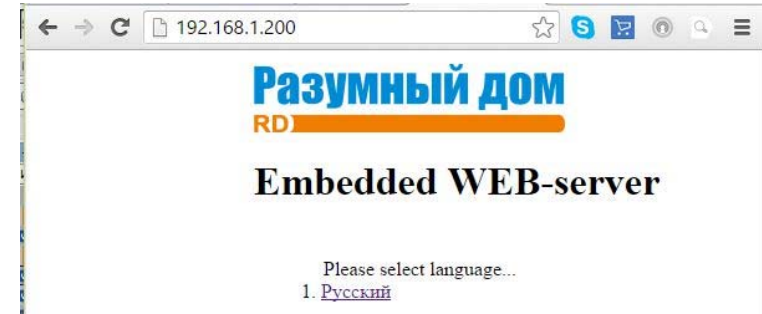 192.168.1.200
Разумный дом
RD
Embedded WEB-server
Please select language...
1. Русский